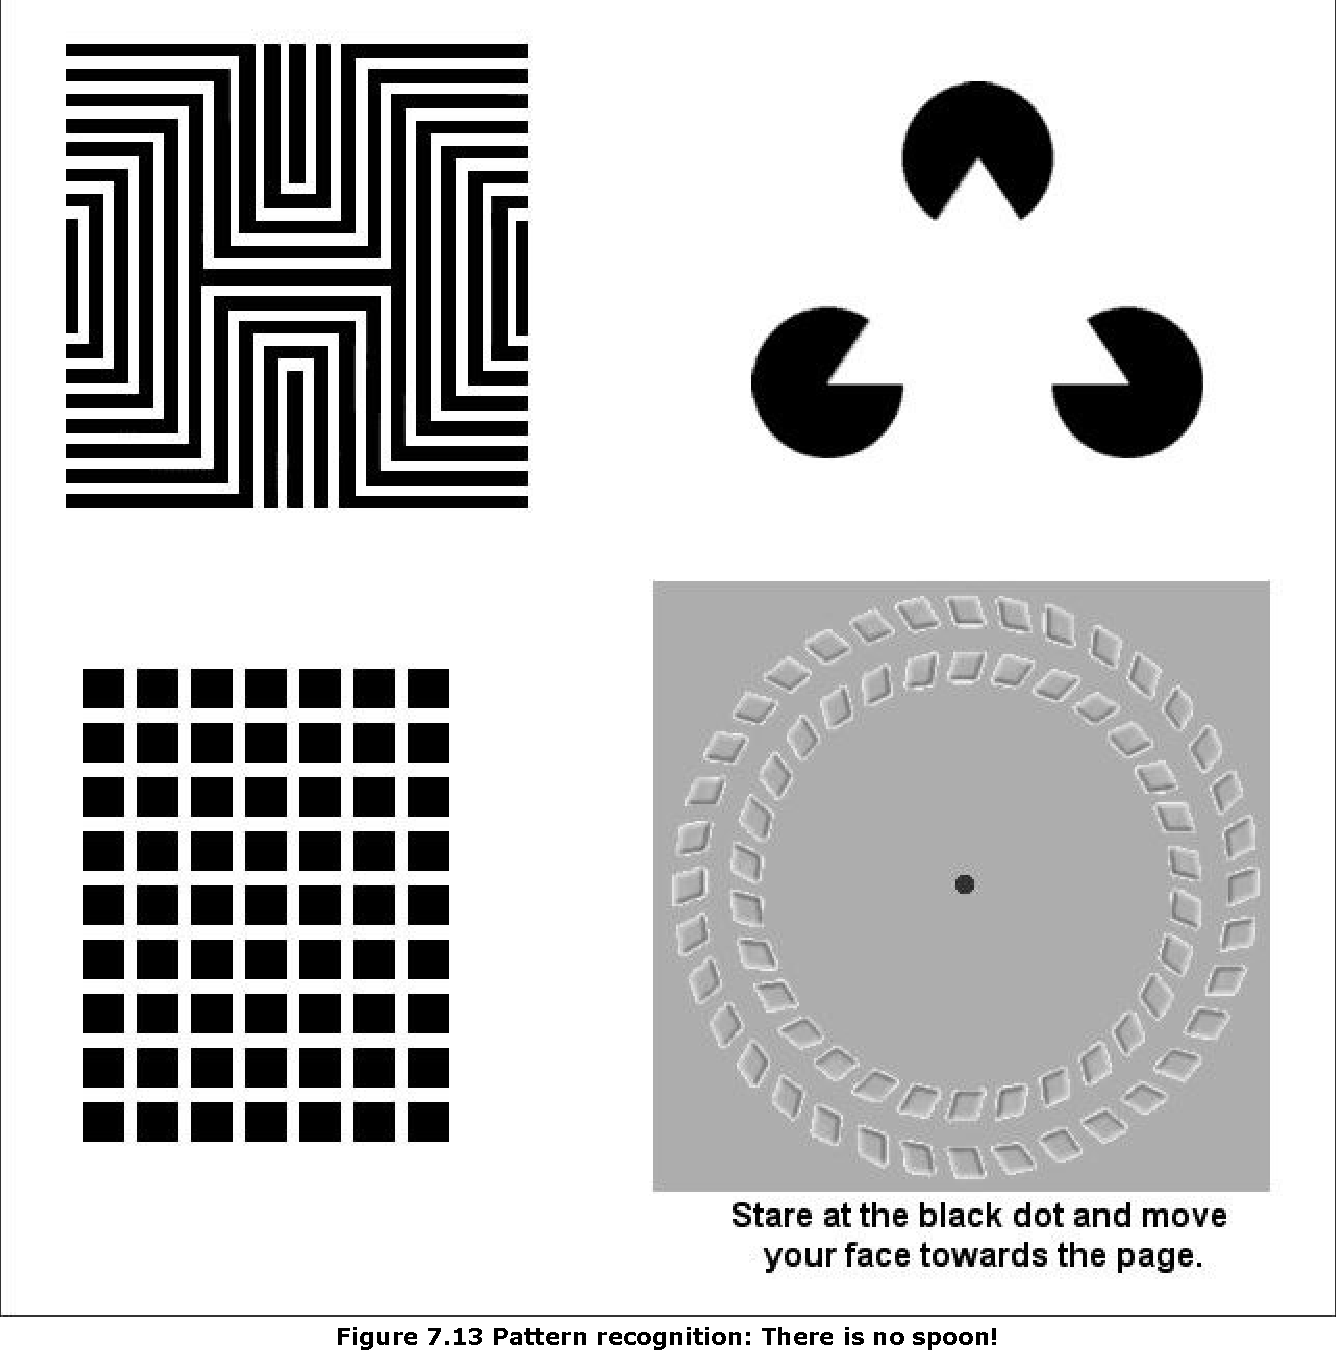 Stare at the black dot and move
your face towards the page.
Figure 7.13 Pattern recognition: There is no spoon!